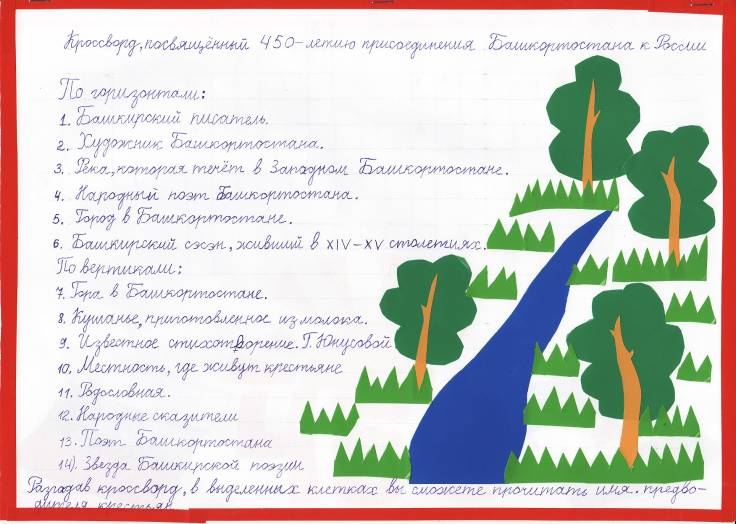 Кроссворд, посвящённый 450-летию присоединения Башкортостана к России
По горизонтали:
1. Башкирский писатель.
2. Художник Башкортостана.
3. Река, которая течёт в Западном Башкортостане.
4. Народный поэт Башкортостана.
5. Город в Башкортостане.
6. Башкирский сэсэн, живший в XIV-XV столетиях.
По вертикали:
7. Гора в Башкортостане.
8. Кушанье, приготовленное из молока.
9. Известное стихотворение. Г. Юнусовой
10. Местность, где живут крестьяне
11. Родословная.
12. Народные сказители
13. Поэт Башкортостана
14). Звезда Башкирской поэзии
Разгадав кроссворд, в выделенных клетках вы сможете прочитать имя. предво-
дителя крестьян